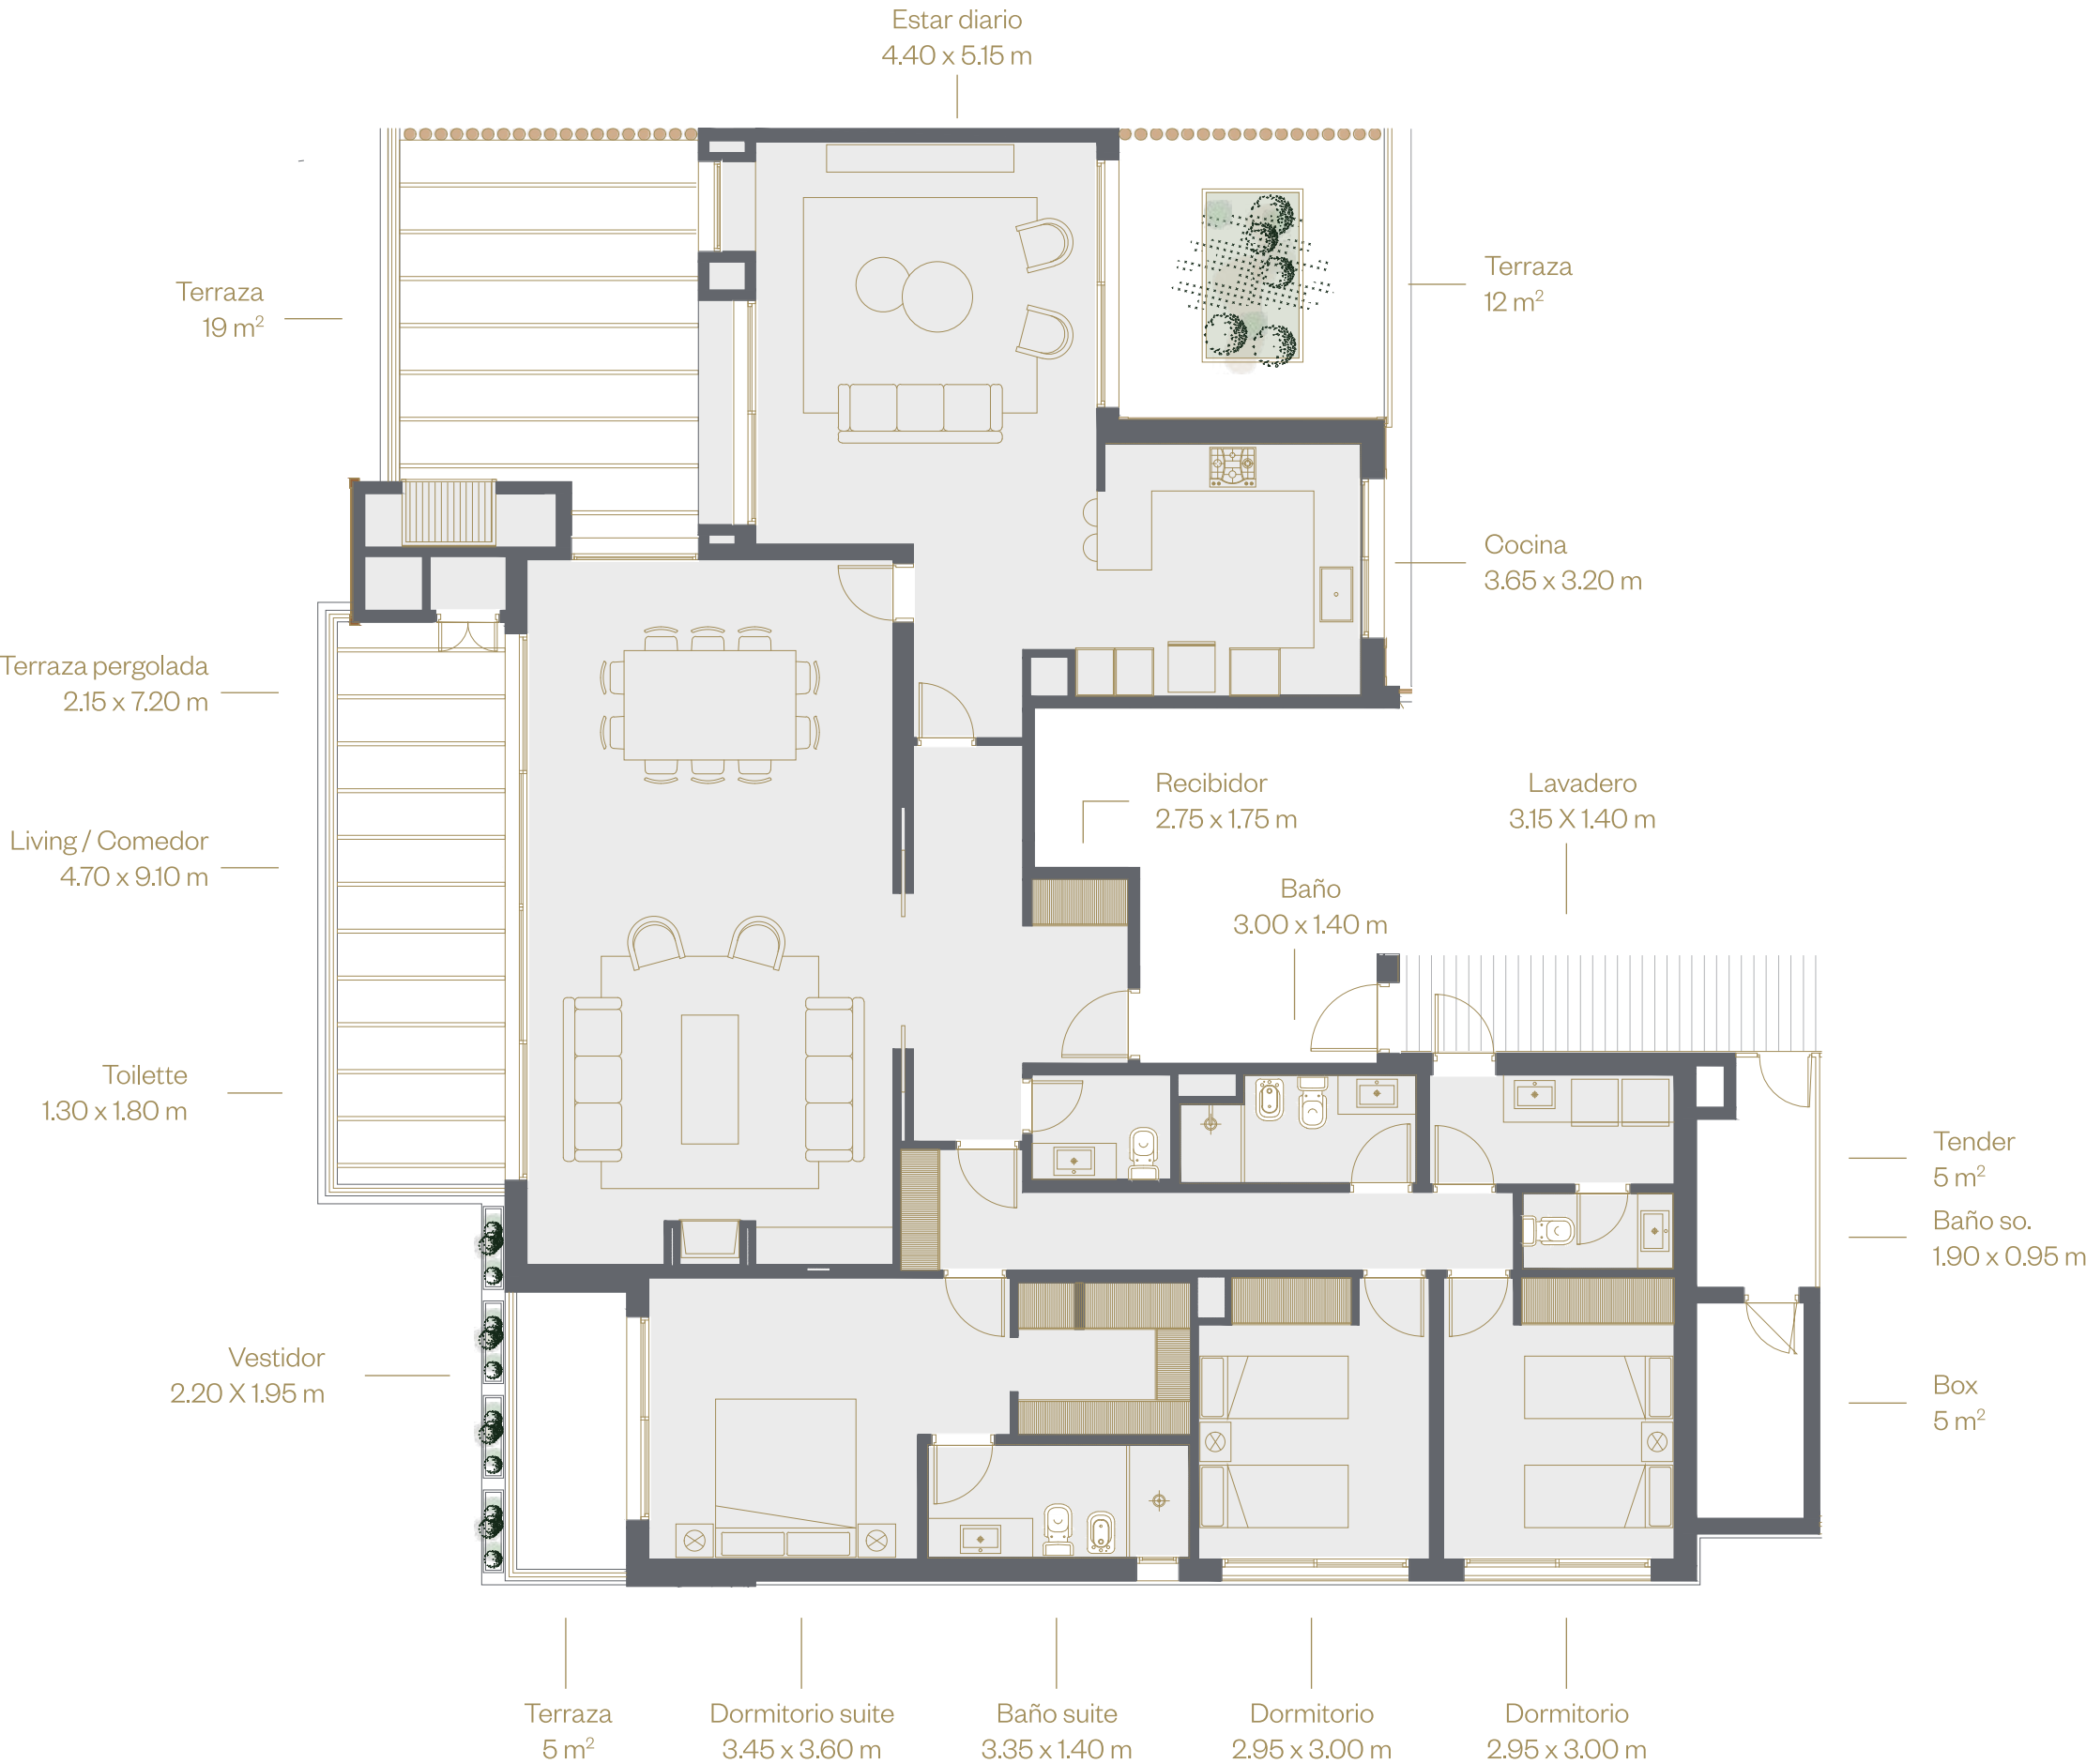 Estar diario
4.40 x 5.15 m
Terraza
19 m²
Terraza
12 m²
Cocina
3.65 x 3.20 m
Terraza pergolada
2.15 x 7.20 m
Recibidor
2.75 x 1.75 m
Lavadero
3.15 X 1.40 m
Living / Comedor
4.70 x 9.10 m
Baño
3.00 x 1.40 m
Toilette
1.30 x 1.80 m
Tender
5 m²
Baño so.
1.90 x 0.95 m
Vestidor
2.20 X 1.95 m
Box
5 m²
Terraza
5 m²
Dormitorio suite
3.45 x 3.60 m
Baño suite
3.35 x 1.40 m
Dormitorio
2.95 x 3.00 m
Dormitorio
2.95 x 3.00 m